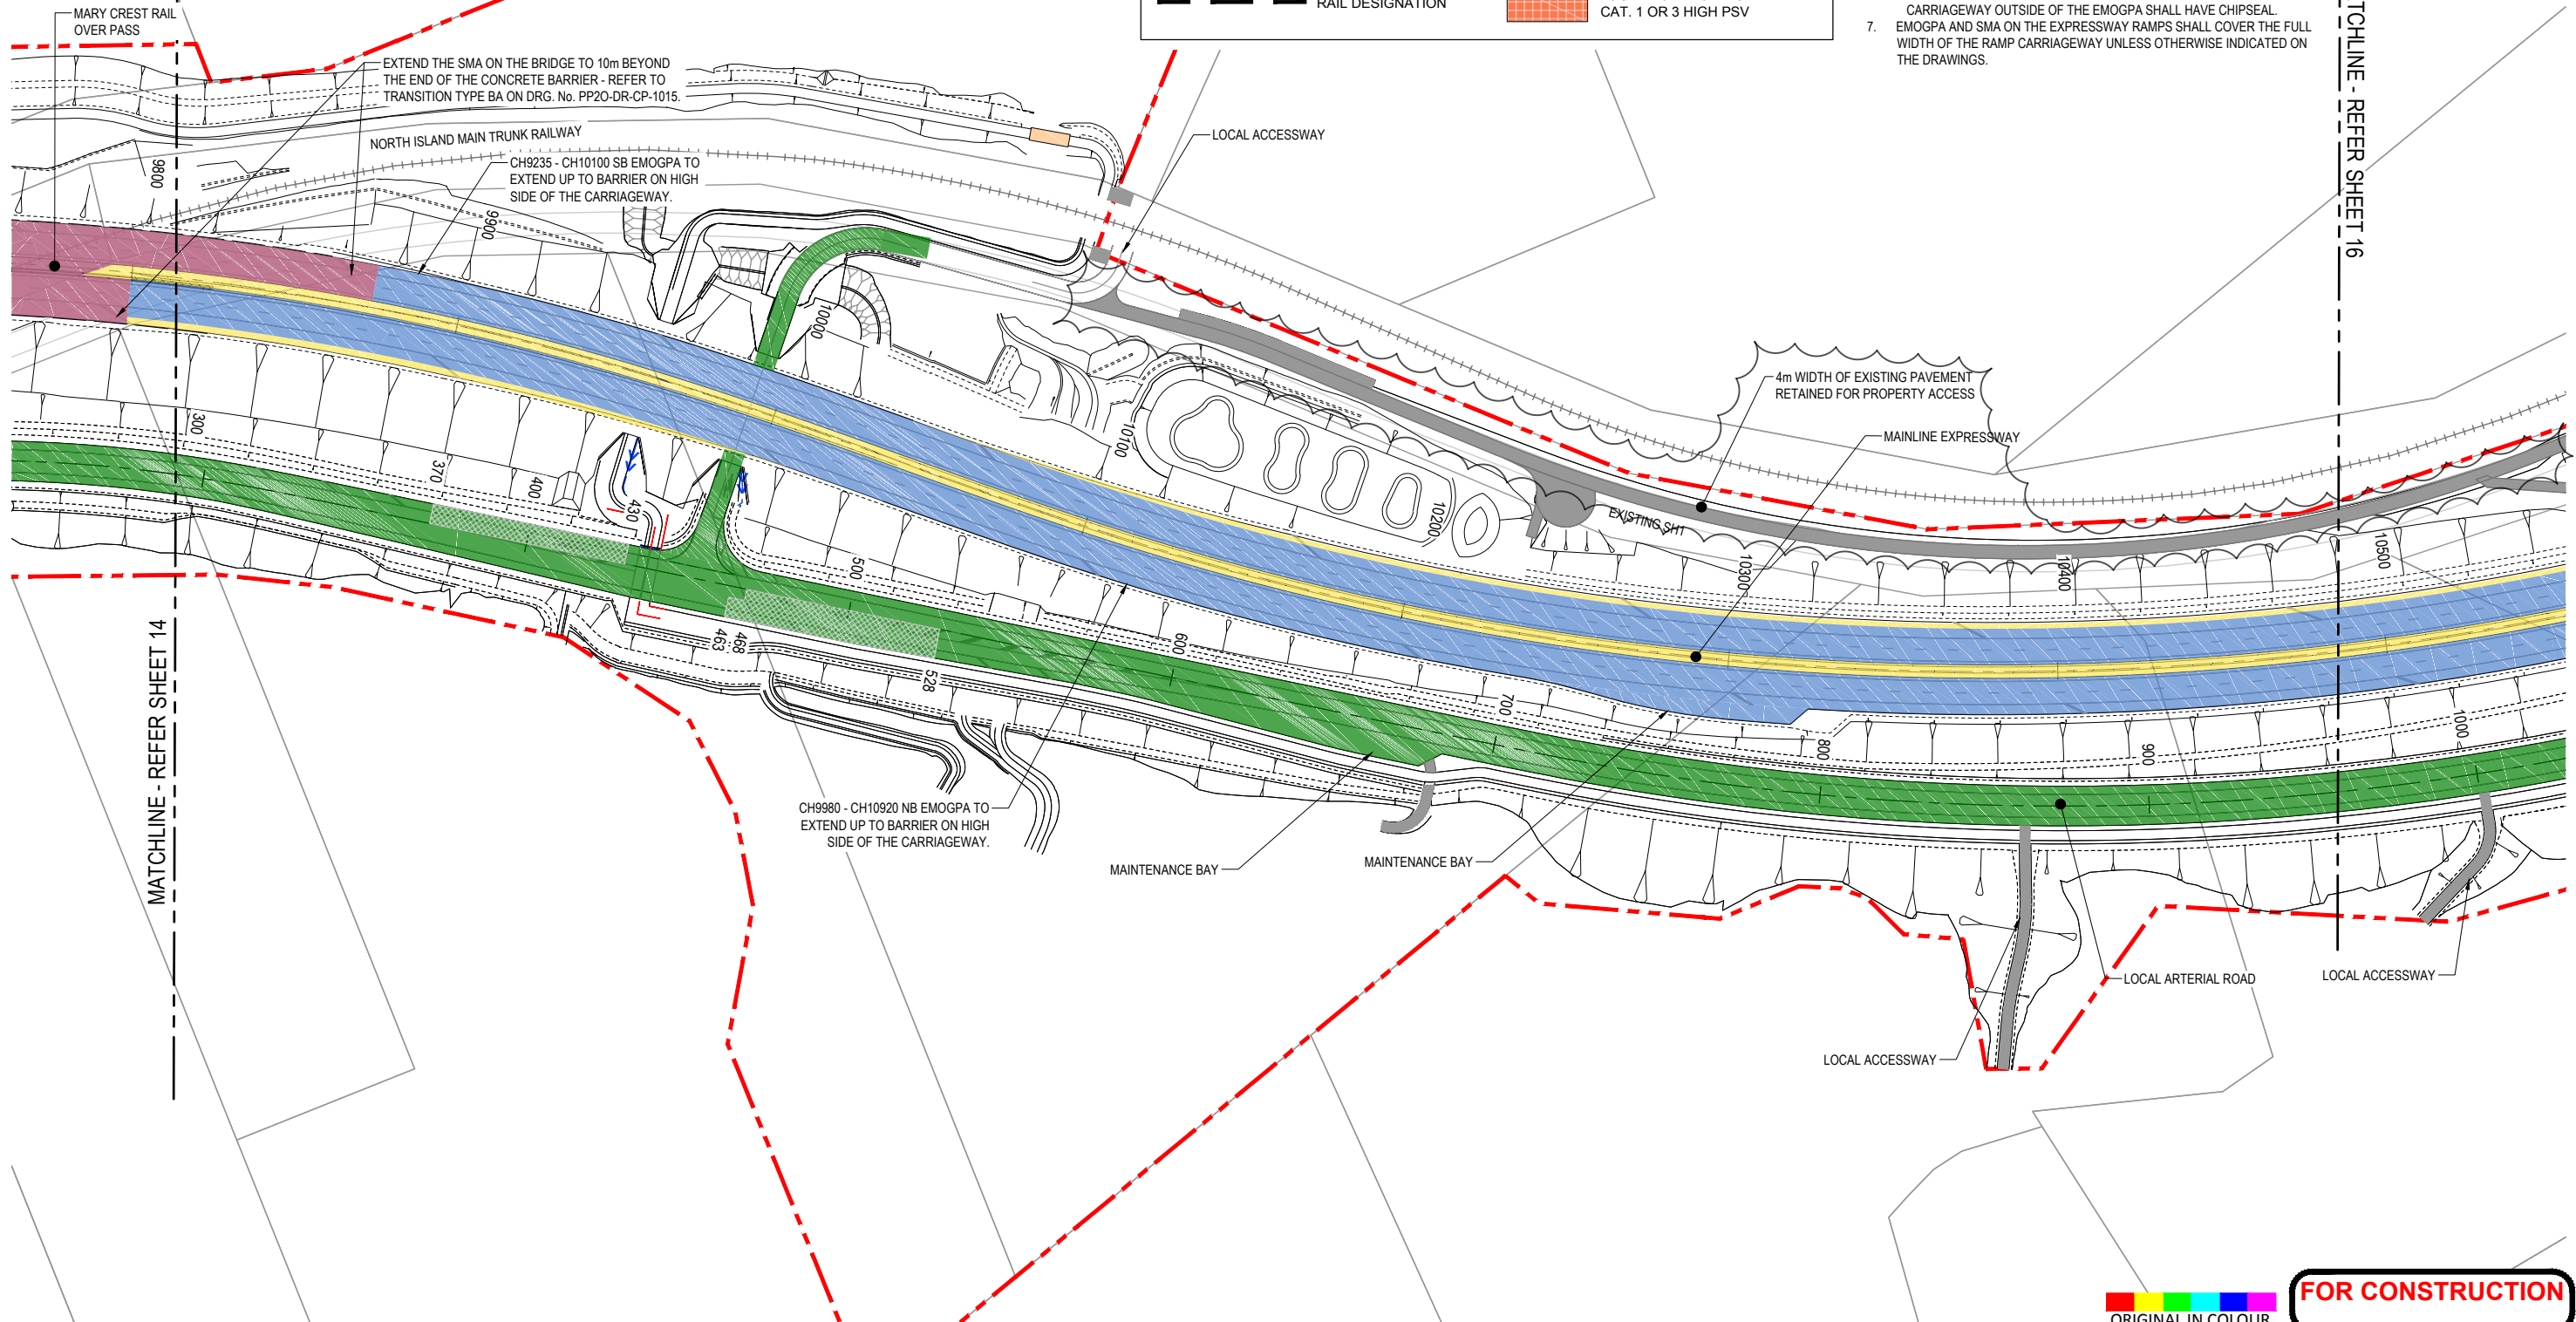 MARY CREST RAIL
OVER PASS
EXTEND THE SMA ON THE BRIDGE TO 10m BEYOND
THE END OF THE CONCRETE BARRIER - REFER TO
TRANSITION TYPE BA ON DRG. No. PP2O-DR-CP-1015.
RAIL DESIGNATION
CAT. 1 OR 3 HIGH PSV
CARRIAGEWAY OUTSIDE OF THE EMOGPA SHALL HAVE CHIPSEAL.
7. EMOGPA AND SMA ON THE EXPRESSWAY RAMPS SHALL COVER THE FULL
WIDTH OF THE RAMP CARRIAGEWAY UNLESS OTHERWISE INDICATED ON
THE DRAWINGS.
TCHLINE - REFER SHEET 16
NORTH ISLAND MAIN TRUNK RAILWAY
CH9235 - CH10100 SB EMOGPA TO
EXTEND UP TO BARRIER ON HIGH
SIDE OF THE CARRIAGEWAY.
LOCAL ACCESSWAY
9800
9900
10000
10100
10200
10300
10400
10500
4m WIDTH OF EXISTING PAVEMENT
RETAINED FOR PROPERTY ACCESS
MAINLINE EXPRESSWAY
EXISTING SH1
300
370
400
430
463
468
500
528
600
700
800
900
1000
MATCHLINE - REFER SHEET 14
CH9980 - CH10920 NB EMOGPA TO
EXTEND UP TO BARRIER ON HIGH
SIDE OF THE CARRIAGEWAY.
MAINTENANCE BAY
MAINTENANCE BAY
LOCAL ACCESSWAY
LOCAL ARTERIAL ROAD
LOCAL ACCESSWAY
ORIGINAL IN COLOUR
FOR CONSTRUCTION